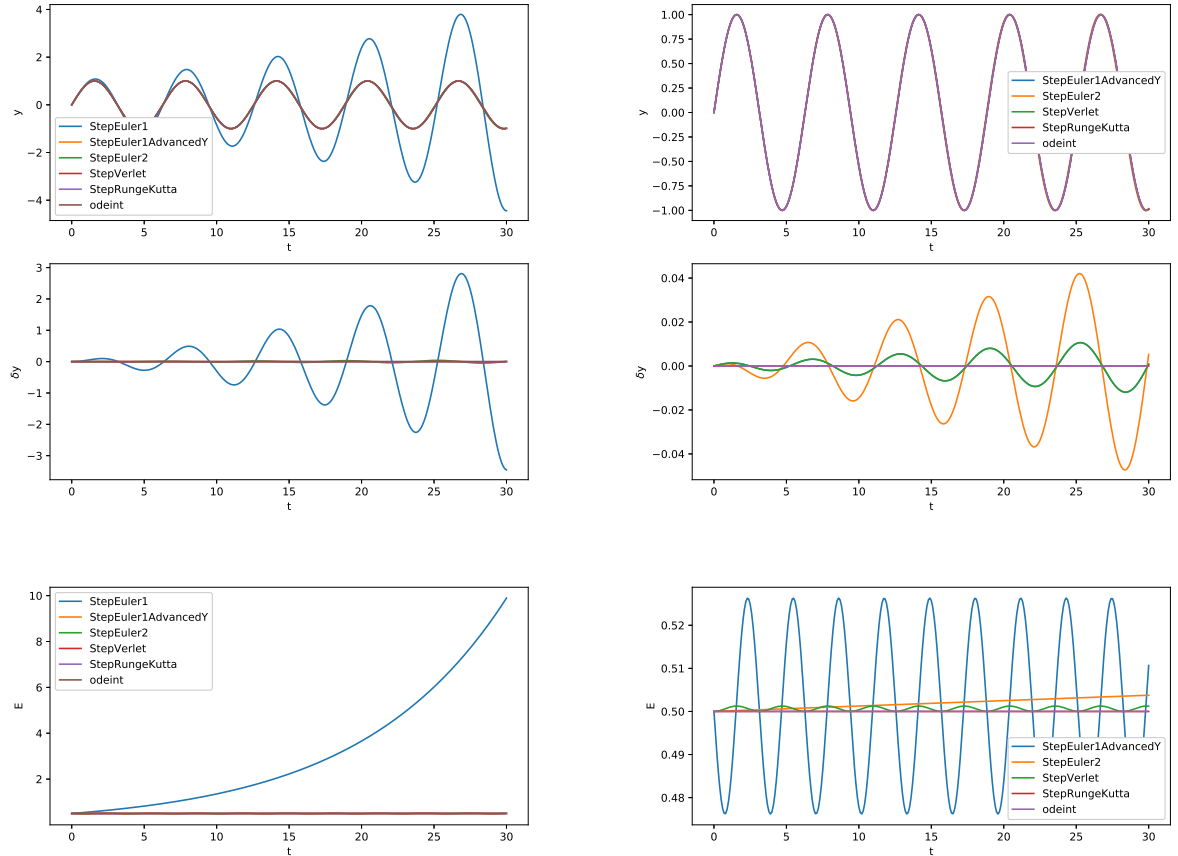 4
2
0
−2
−4
y
StepEuler1
StepEuler1AdvancedY
StepEuler2
StepVerlet
StepRungeKutta
odeint
0 5 10 15 20 25 30
t
1.00
0.75
0.50
0.25
0.00
−0.25
−0.50
−0.75
−1.00
y
StepEuler1AdvancedY
StepEuler2
StepVerlet
StepRungeKutta
odeint
0 5 10 15 20 25 30
t
3
2
1
0
−1
−2
−3
δy
0 5 10 15 20 25 30
t
0.04
0.02
0.00
−0.02
−0.04
δy
0 5 10 15 20 25 30
t
10
8
6
4
2
E
StepEuler1
StepEuler1AdvancedY
StepEuler2
StepVerlet
StepRungeKutta
odeint
0 5 10 15 20 25 30
t
0.52
0.51
0.50
0.49
0.48
E
StepEuler1AdvancedY
StepEuler2
StepVerlet
StepRungeKutta
odeint
0 5 10 15 20 25 30
t